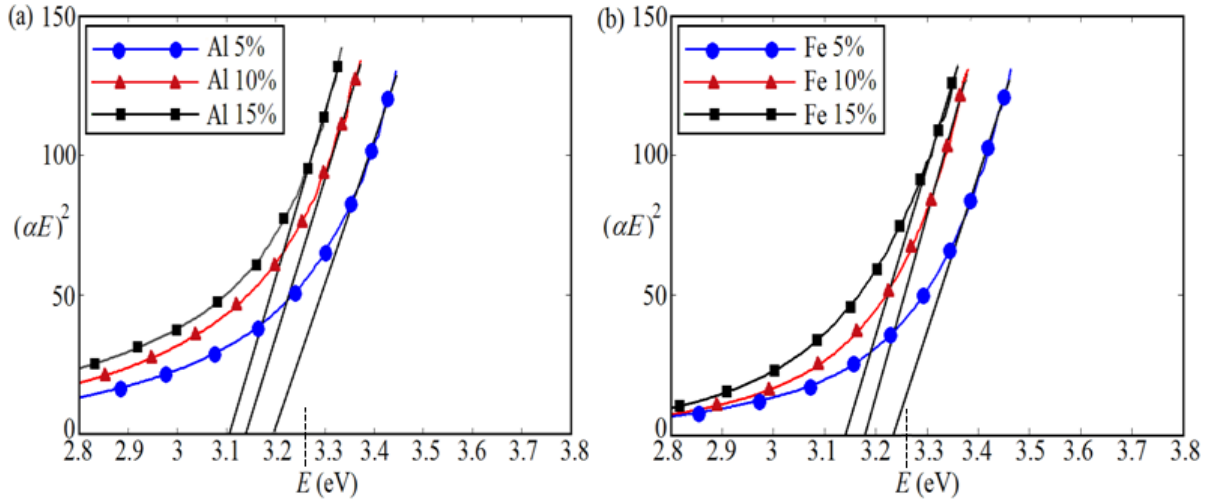 (a)
150
100
50
0
(αE)²
Al 5%
Al 10%
Al 15%
2.8 2.9 3 3.1 3.2 3.3 3.4 3.5 3.6 3.7 3.8
E (eV)
(b)
150
100
50
0
(αE)²
Fe 5%
Fe 10%
Fe 15%
2.8 2.9 3 3.1 3.2 3.3 3.4 3.5 3.6 3.7 3.8
E (eV)